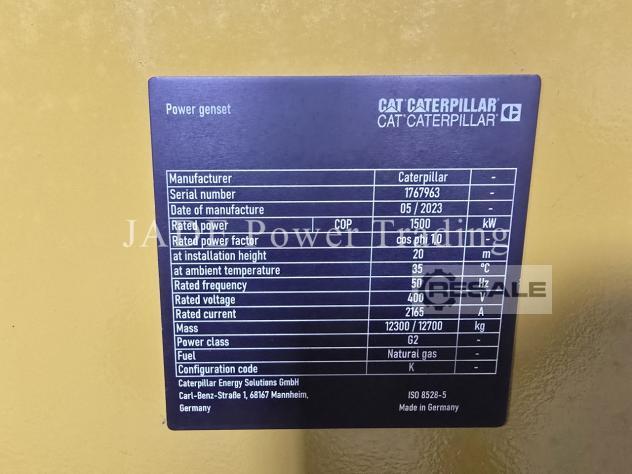 Power genset
CAT CATERPILLAR
CAT CATERPILLAR
Manufacturer Caterpillar -
Serial number 1767963 -
Date of manufacture 05 / 2023 -
Rated power COP 1500 kW
JADE Power Trading
Rated power factor cos phi 1,0 -
at installation height 20 m
at ambient temperature 35 °C
Rated frequency 50 Hz
RESALE
Rated voltage 400 V
Rated current 2165 A
Mass 12300 / 12700 kg
Power class G2 -
Fuel Natural gas -
Configuration code K -
Caterpillar Energy Solutions GmbH
Carl-Benz-Straße 1, 68167 Mannheim, ISO 8528-5
Germany Made in Germany